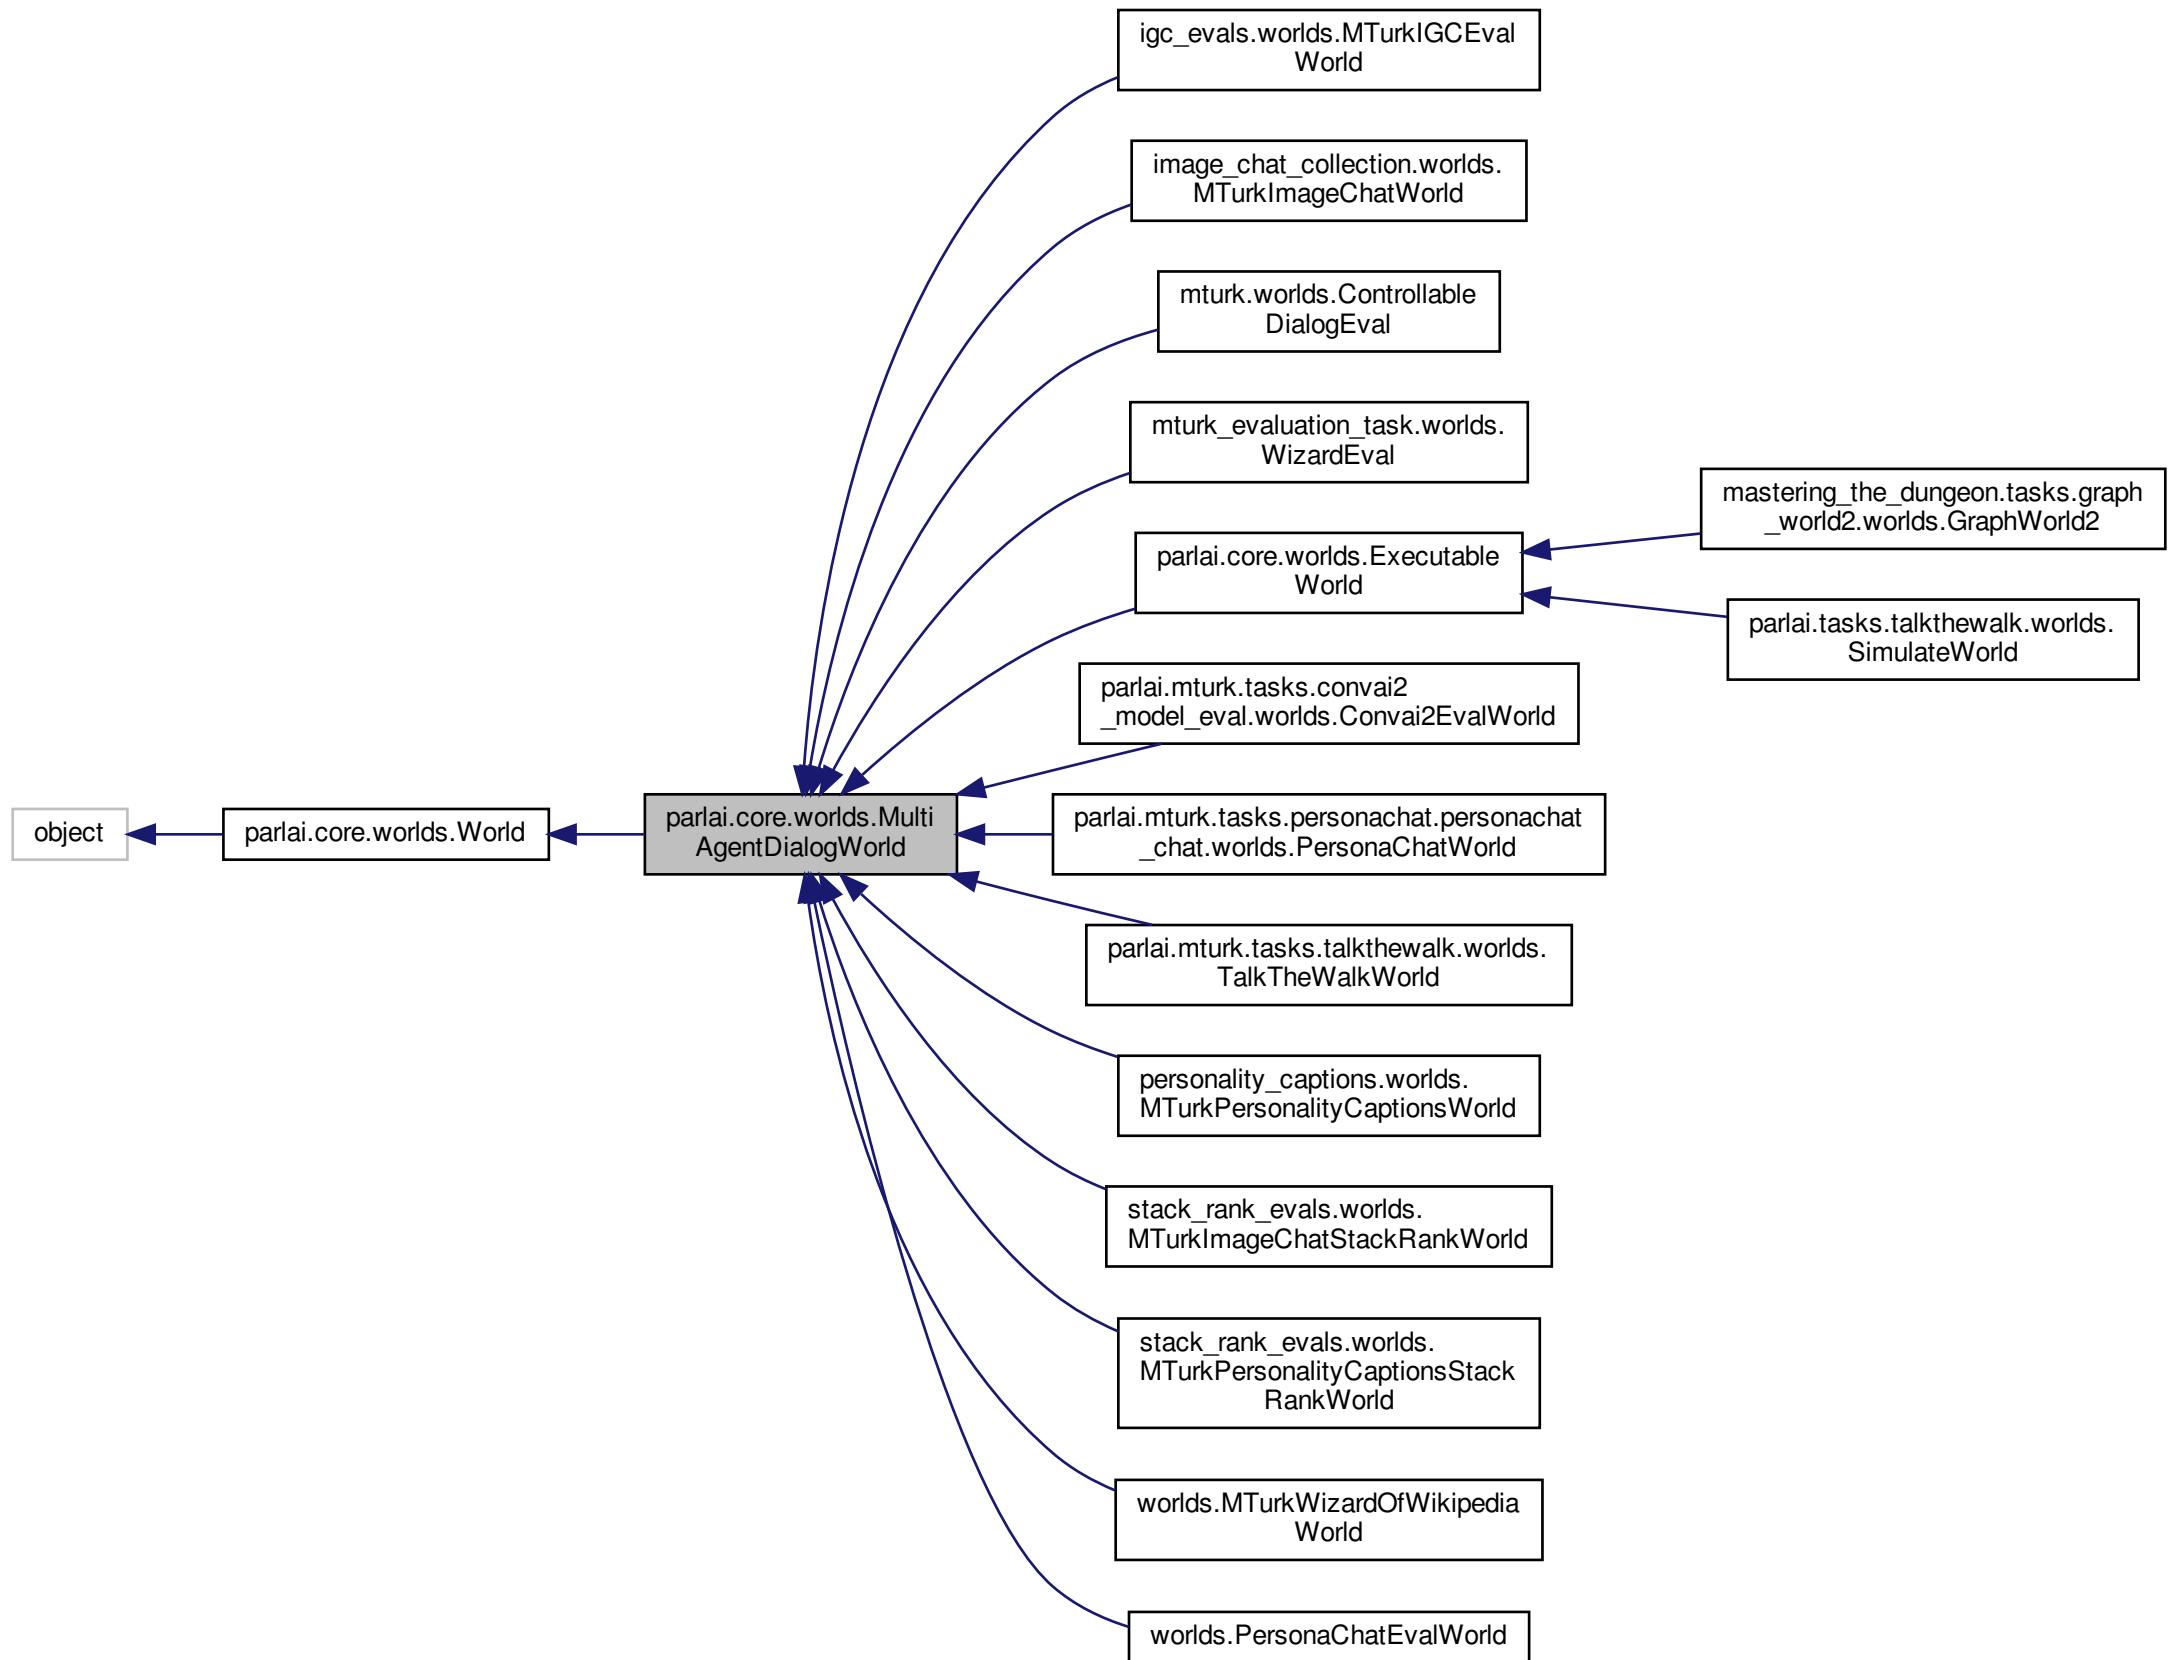 igc_evals.worlds.MTurkIGCEval
World
image_chat_collection.worlds.
MTurkImageChatWorld
mturk.worlds.Controllable
DialogEval
mturk_evaluation_task.worlds.
WizardEval
mastering_the_dungeon.tasks.graph
_world2.worlds.GraphWorld2
parlai.core.worlds.Executable
World
parlai.tasks.talkthewalk.worlds.
SimulateWorld
parlai.mturk.tasks.convai2
_model_eval.worlds.Convai2EvalWorld
object
parlai.core.worlds.World
parlai.core.worlds.Multi
AgentDialogWorld
parlai.mturk.tasks.personachat.personachat
_chat.worlds.PersonaChatWorld
parlai.mturk.tasks.talkthewalk.worlds.
TalkTheWalkWorld
personality_captions.worlds.
MTurkPersonalityCaptionsWorld
stack_rank_evals.worlds.
MTurkImageChatStackRankWorld
stack_rank_evals.worlds.
MTurkPersonalityCaptionsStack
RankWorld
worlds.MTurkWizardOfWikipedia
World
worlds.PersonaChatEvalWorld